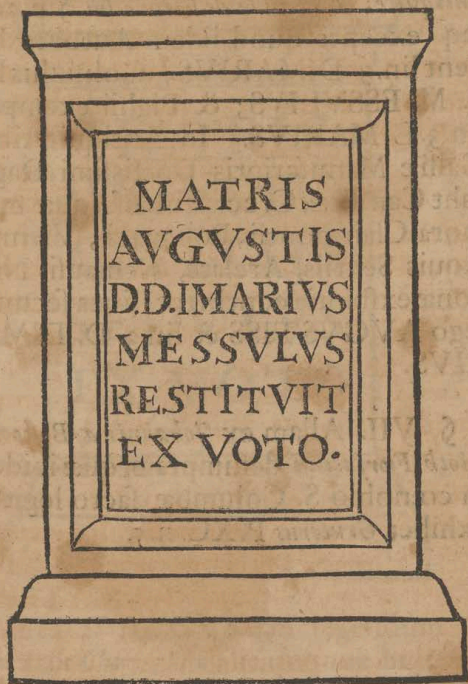 MATRIS
AVGVSTIS
D.D.IMARIVS
MESSVLVS
RESTITVIT
EX VOTO.